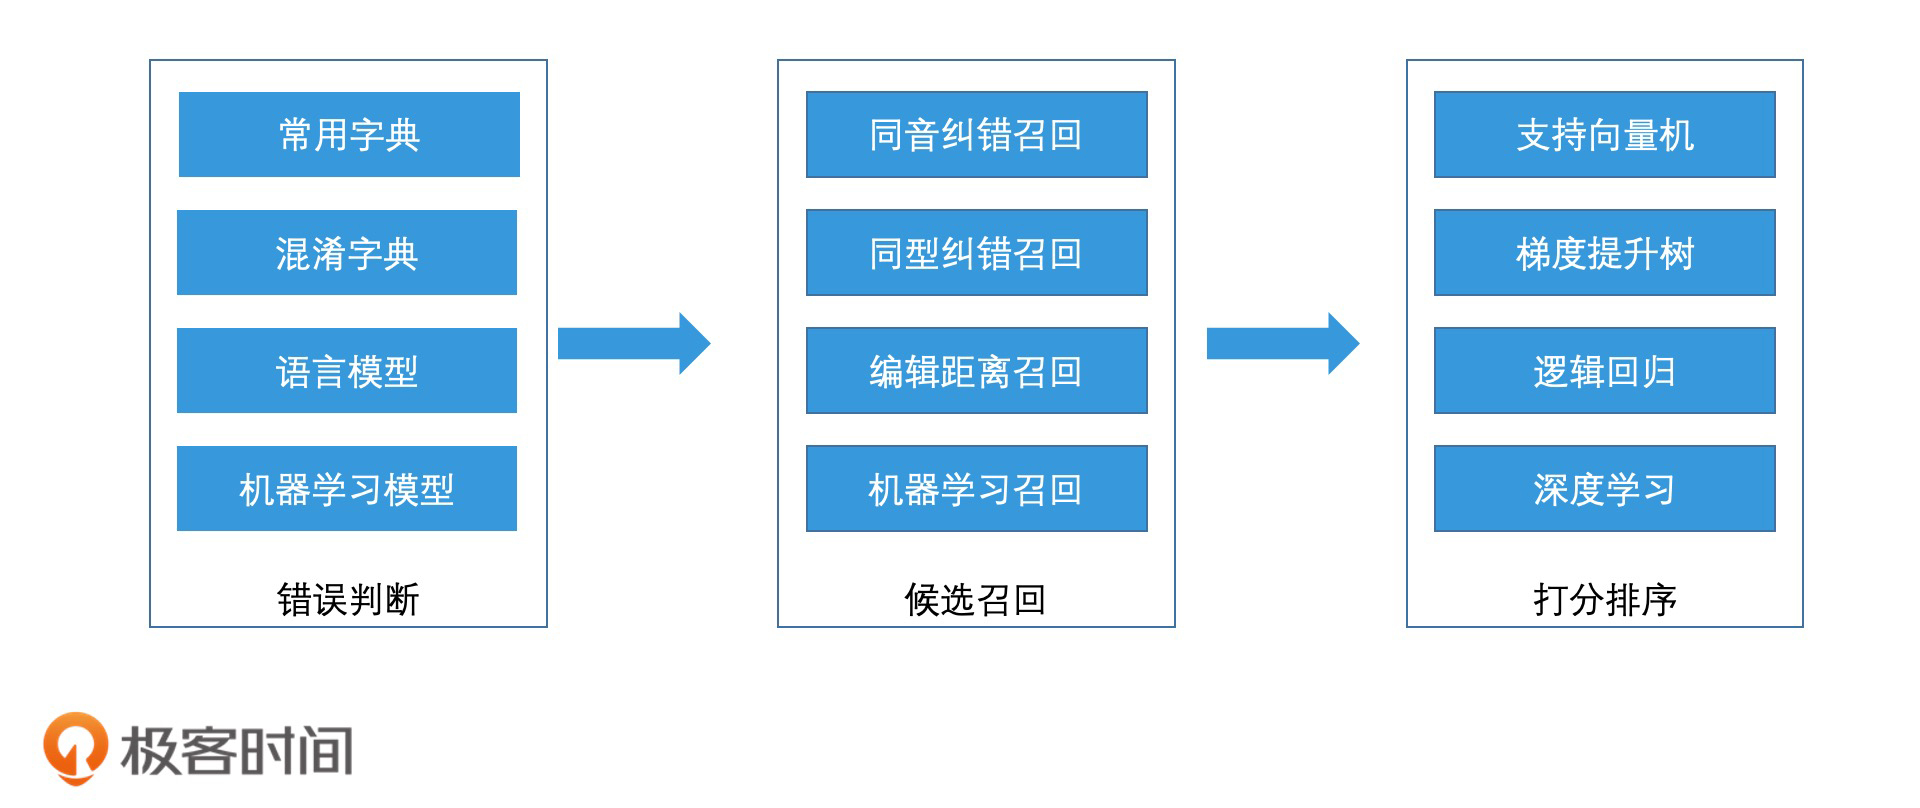 常用字典
混淆字典
语言模型
机器学习模型
错误判断
同音纠错召回
同型纠错召回
编辑距离召回
机器学习召回
候选召回
支持向量机
梯度提升树
逻辑回归
深度学习
打分排序
极客时间